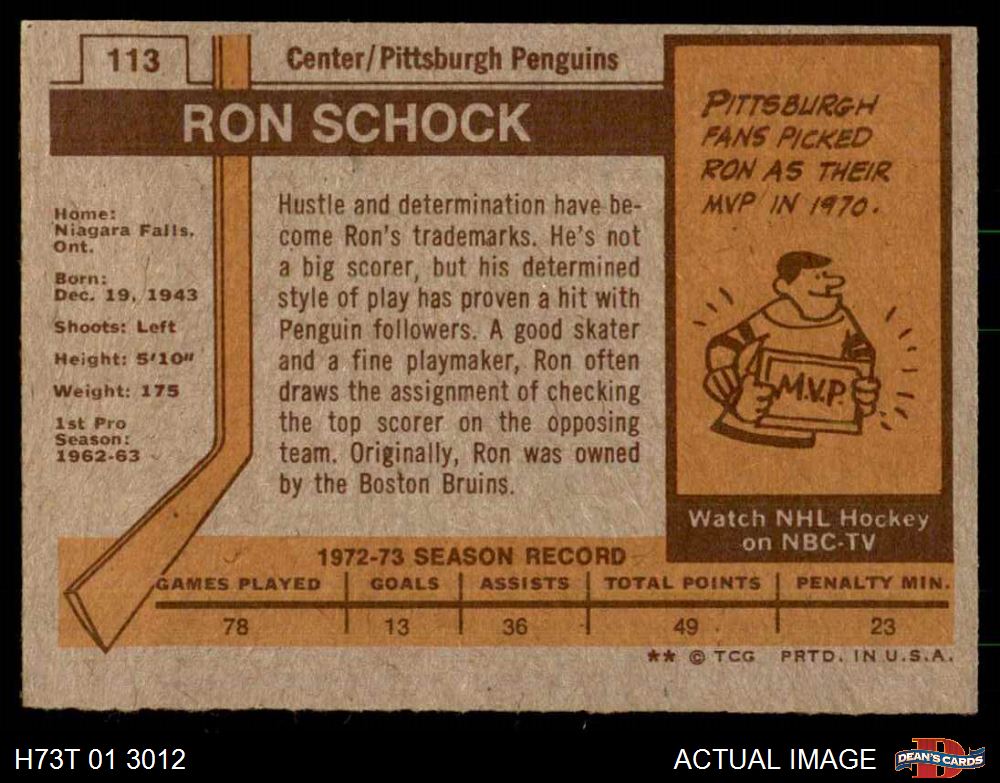 113
Center/Pittsburgh Penguins
RON SCHOCK
Home:
Niagara Falls,
Ont.
Born:
Dec. 19, 1943
Shoots: Left
Height: 5'10"
Weight: 175
1st Pro
Season:
1962-63
Hustle and determination have be-
come Ron's trademarks. He's not
a big scorer, but his determined
style of play has proven a hit with
Penguin followers. A good skater
and a fine playmaker, Ron often
draws the assignment of checking
the top scorer on the opposing
team. Originally, Ron was owned
by the Boston Bruins.
PITTSBURGH
FANS PICKED
RON AS THEIR
MVP IN 1970.
M.V.P.
Watch NHL Hockey
on NBC-TV
1972-73 SEASON RECORD
GAMES PLAYED GOALS ASSISTS TOTAL POINTS PENALTY MIN.
78 13 36 49 23
** © TCG PRTD. IN U.S.A.
H73T 01 3012
ACTUAL IMAGE
D
DEAN'S CARDS